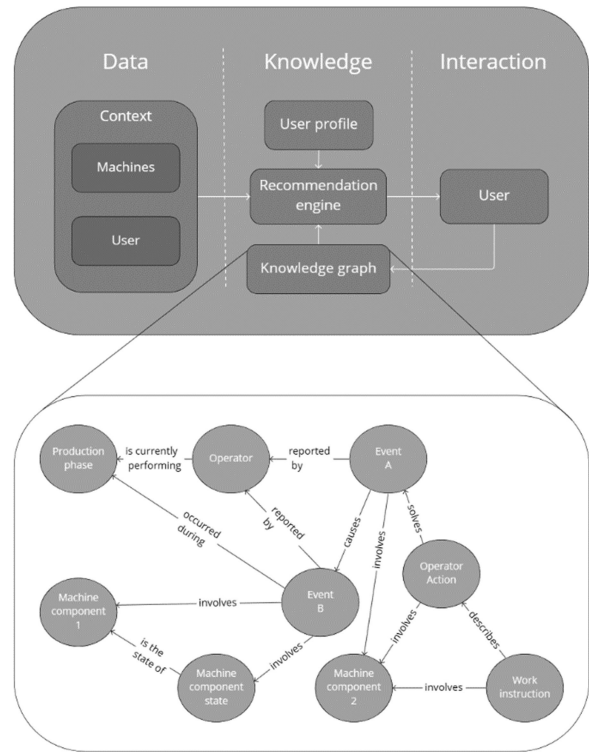 Data
Knowledge
Interaction
Context
Machines
User
User profile
Recommendation
engine
Knowledge graph
User
Production
phase
is currently
performing
Operator
reported
by
Event
A
occurred
during
reported
by
causes
involves
solves
Operator
Action
Machine
component
1
involves
Event
B
is the
state of
Machine
component
state
involves
involves
describes
Machine
component
2
involves
Work
instruction